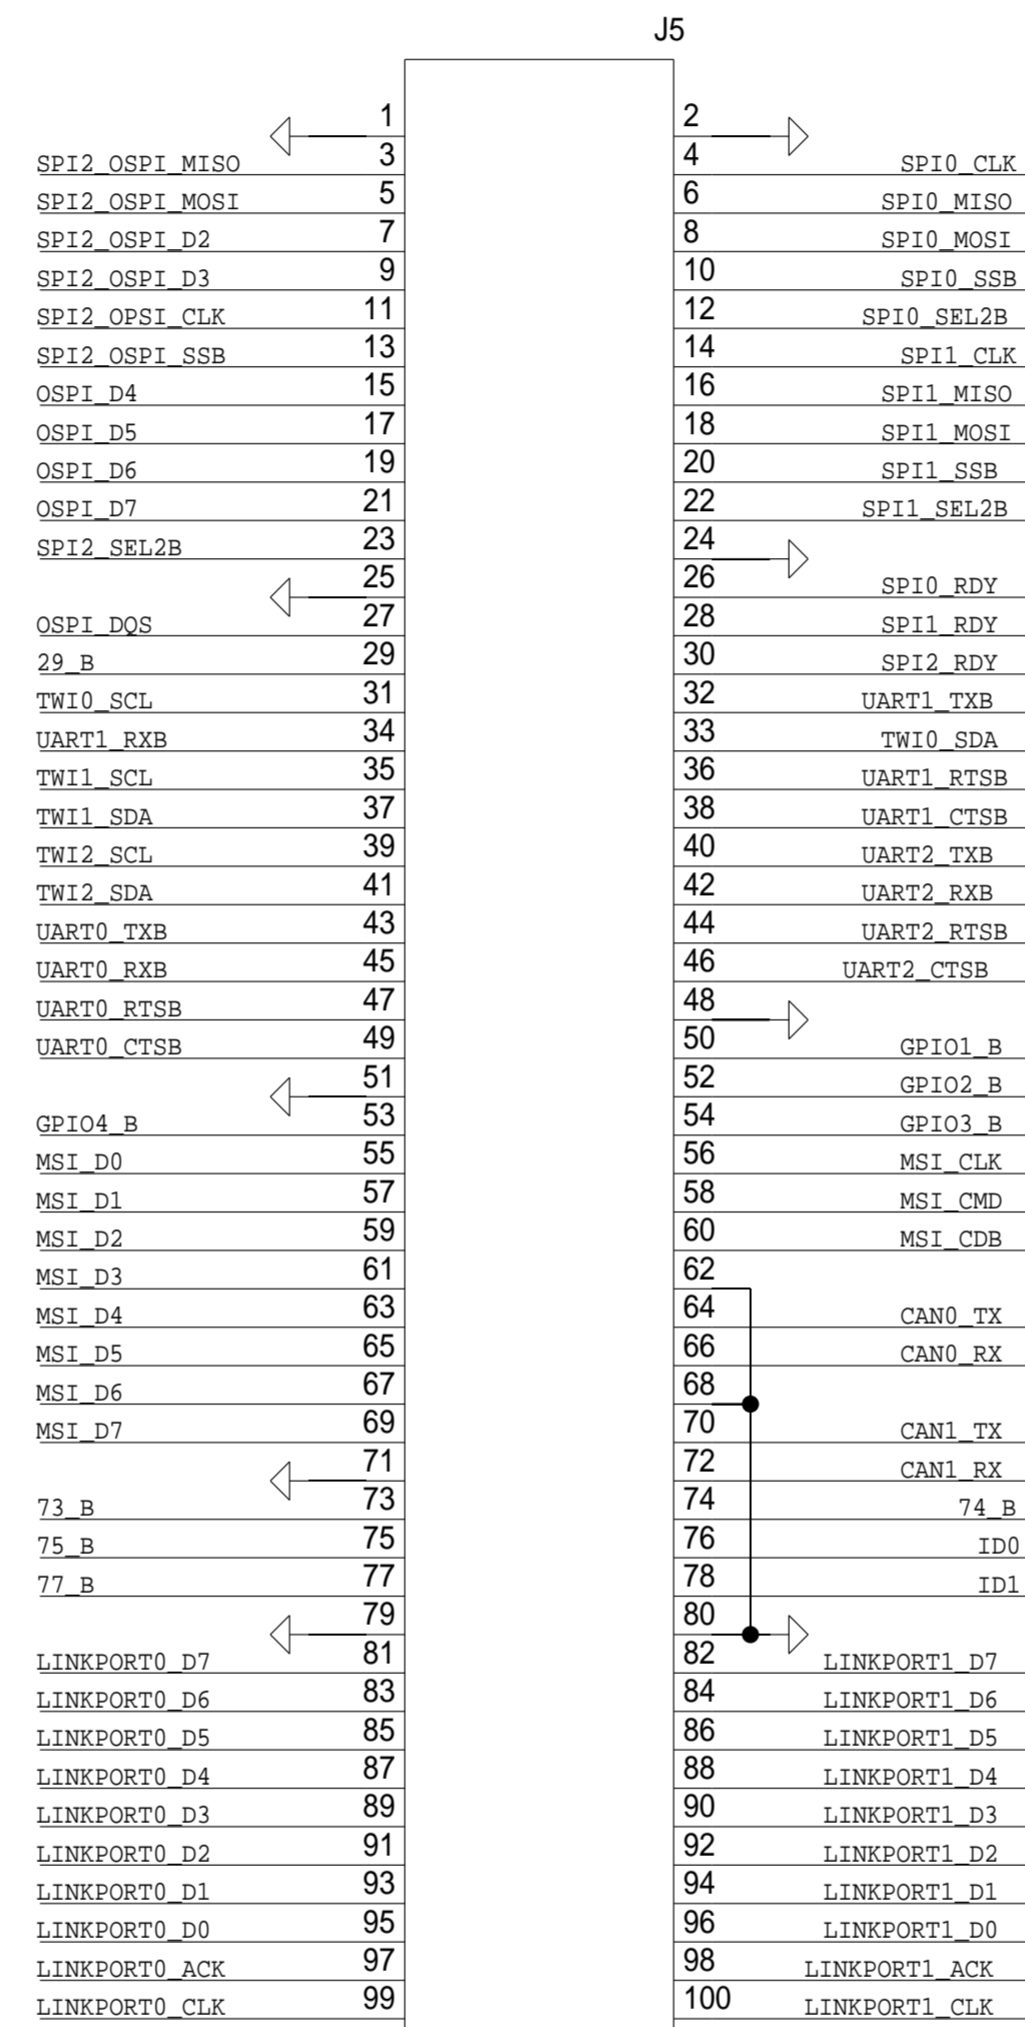 J5
1 2
SPI2_OSPI_MISO 3 4 SPI0_CLK
SPI2_OSPI_MOSI 5 6 SPI0_MISO
SPI2_OSPI_D2 7 8 SPI0_MOSI
SPI2_OSPI_D3 9 10 SPI0_SSB
SPI2_OPSI_CLK 11 12 SPI0_SEL2B
SPI2_OSPI_SSB 13 14 SPI1_CLK
OSPI_D4 15 16 SPI1_MISO
OSPI_D5 17 18 SPI1_MOSI
OSPI_D6 19 20 SPI1_SSB
OSPI_D7 21 22 SPI1_SEL2B
SPI2_SEL2B 23 24
25 26 SPI0_RDY
OSPI_DQS 27 28 SPI1_RDY
29_B 29 30 SPI2_RDY
TWI0_SCL 31 32 UART1_TXB
UART1_RXB 34 33 TWI0_SDA
TWI1_SCL 35 36 UART1_RTSB
TWI1_SDA 37 38 UART1_CTSB
TWI2_SCL 39 40 UART2_TXB
TWI2_SDA 41 42 UART2_RXB
UART0_TXB 43 44 UART2_RTSB
UART0_RXB 45 46 UART2_CTSB
UART0_RTSB 47 48
UART0_CTSB 49 50 GPIO1_B
51 52 GPIO2_B
GPIO4_B 53 54 GPIO3_B
MSI_D0 55 56 MSI_CLK
MSI_D1 57 58 MSI_CMD
MSI_D2 59 60 MSI_CDB
MSI_D3 61 62
MSI_D4 63 64 CAN0_TX
MSI_D5 65 66 CAN0_RX
MSI_D6 67 68
MSI_D7 69 70 CAN1_TX
71 72 CAN1_RX
73_B 73 74 74_B
75_B 75 76 ID0
77_B 77 78 ID1
79 80
LINKPORT0_D7 81 82 LINKPORT1_D7
LINKPORT0_D6 83 84 LINKPORT1_D6
LINKPORT0_D5 85 86 LINKPORT1_D5
LINKPORT0_D4 87 88 LINKPORT1_D4
LINKPORT0_D3 89 90 LINKPORT1_D3
LINKPORT0_D2 91 92 LINKPORT1_D2
LINKPORT0_D1 93 94 LINKPORT1_D1
LINKPORT0_D0 95 96 LINKPORT1_D0
LINKPORT0_ACK 97 98 LINKPORT1_ACK
LINKPORT0_CLK 99 100 LINKPORT1_CLK